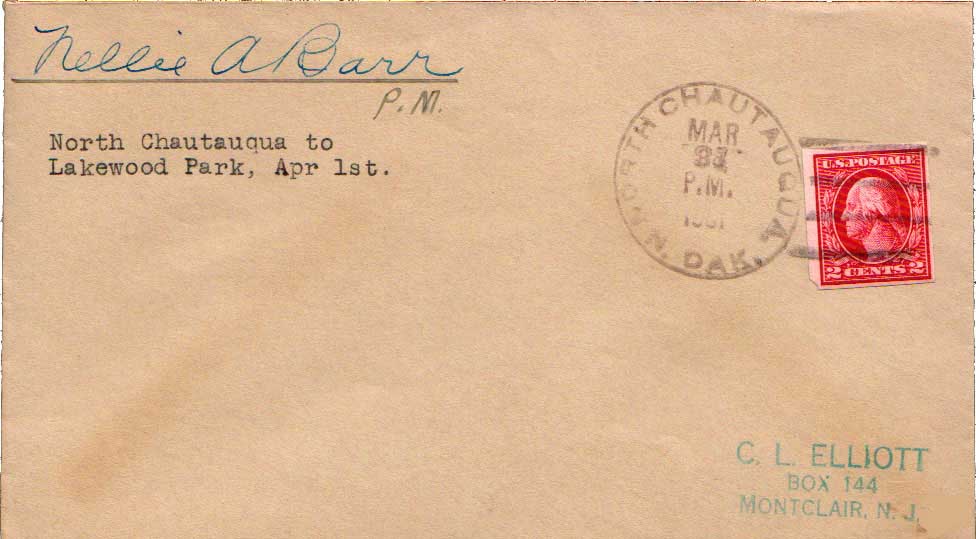 Nellie A Barr
P.M.
North Chautauqua to
Lakewood Park, Apr 1st.
NORTH CHAUTAUQUA, N. DAK.
MAR
31
P.M.
U.S. POSTAGE
2 CENTS 2
C. L. ELLIOTT
BOX 144
MONTCLAIR, N. J.